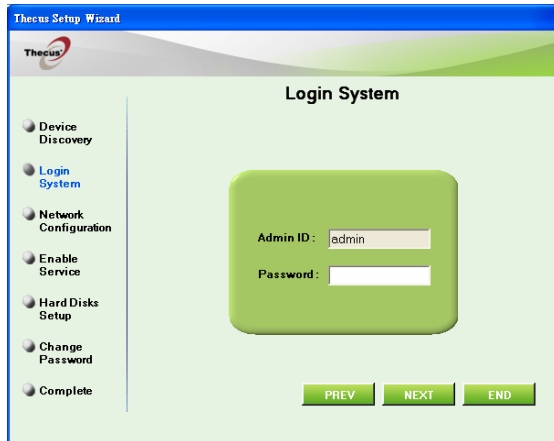 Thecus Setup Wizard
Thecus
Login System
Device
Discovery
Login
System
Network
Configuration
Enable
Service
Hard Disks
Setup
Change
Password
Complete
Admin ID : admin
Password :
PREV NEXT END